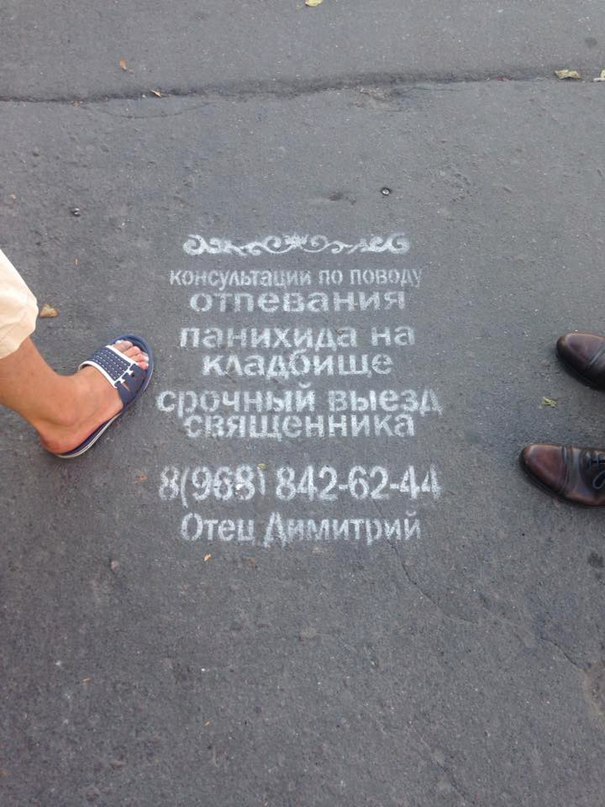 консультации по поводу
отпевания
панихида на
кладбище
срочный выезд
священника
8(968) 842-62-44
Отец Димитрий